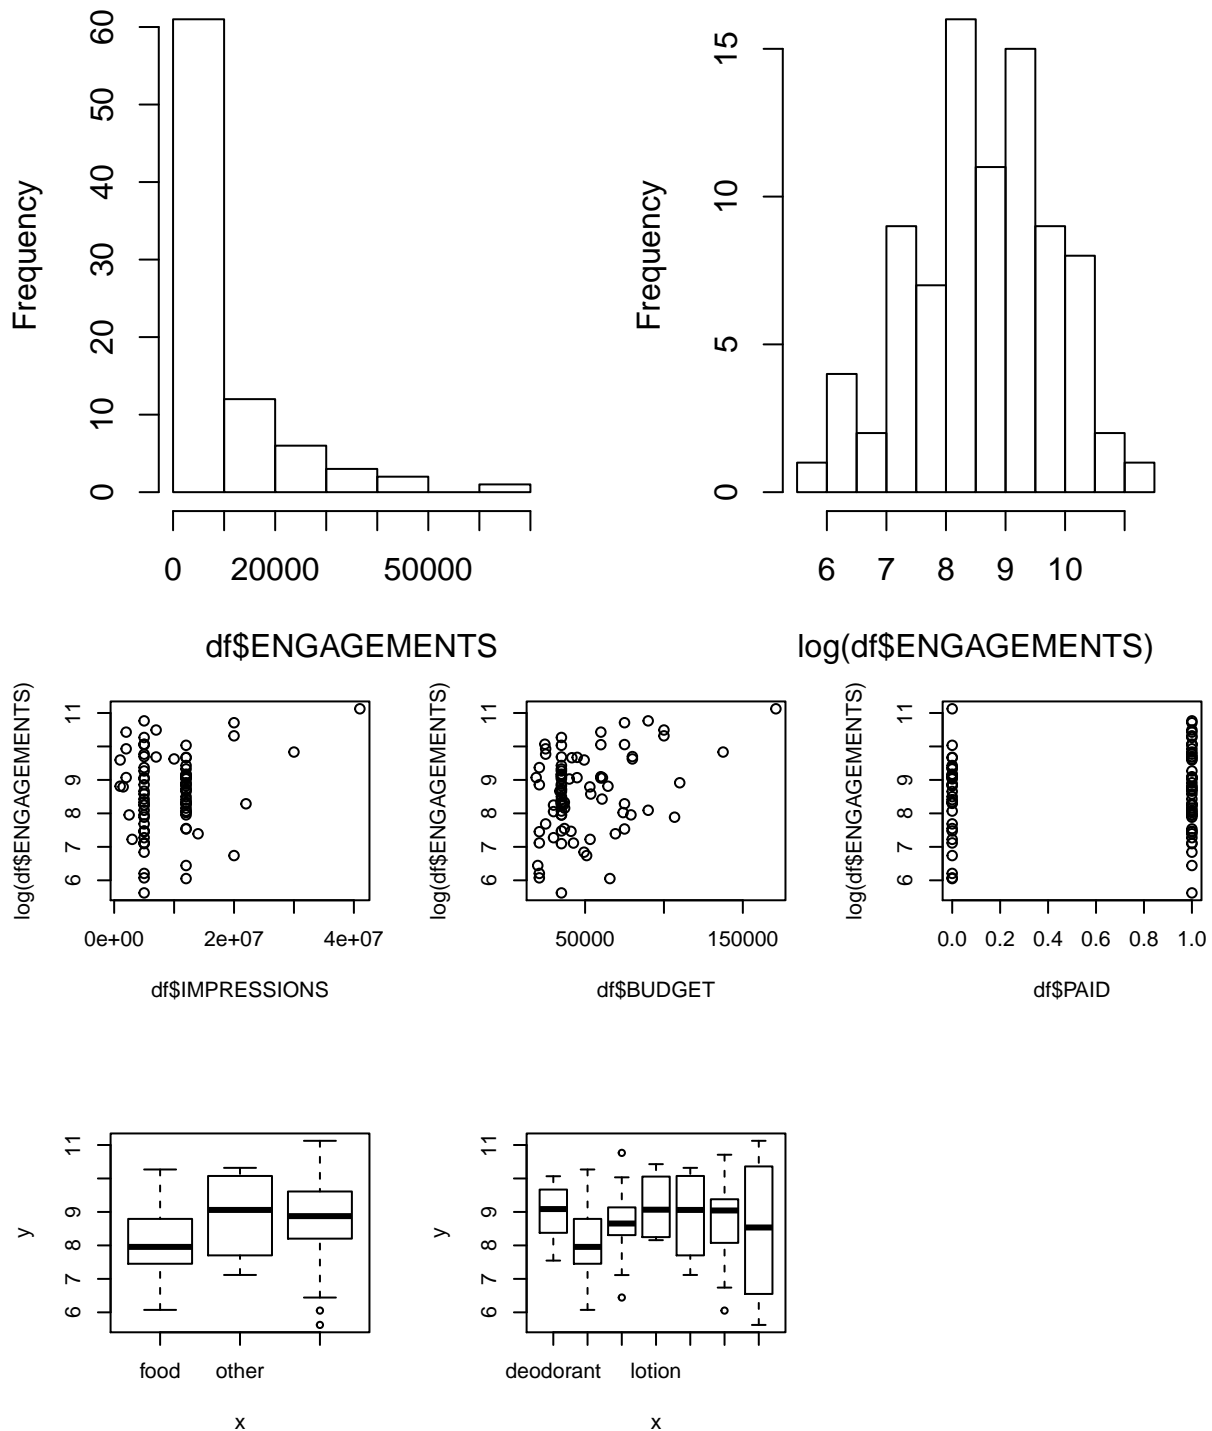 Frequency
60
50
40
30
20
10
0
0 20000 50000
df$ENGAGEMENTS
Frequency
15
10
5
0
6 7 8 9 10
log(df$ENGAGEMENTS)
log(df$ENGAGEMENTS)
11
9
8
7
6
0e+00 2e+07 4e+07
df$IMPRESSIONS
log(df$ENGAGEMENTS)
11
9
8
7
6
50000 150000
df$BUDGET
log(df$ENGAGEMENTS)
11
9
8
7
6
0.0 0.2 0.4 0.6 0.8 1.0
df$PAID
y
11
9
8
7
6
food other
x
y
11
9
8
7
6
deodorant lotion
x